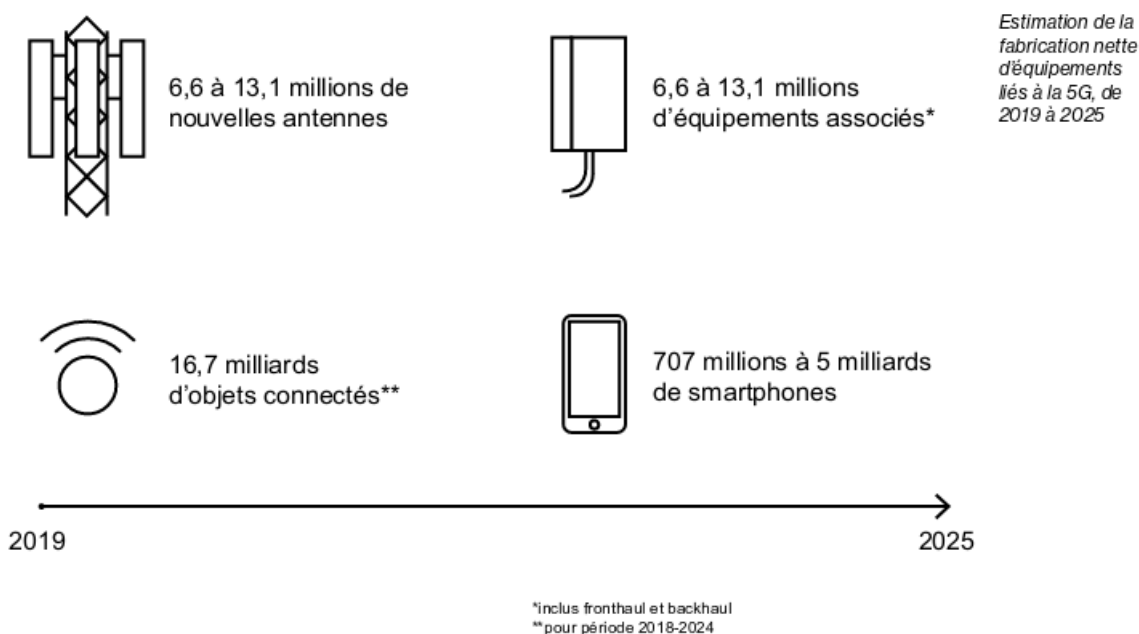 6,6 à 13,1 millions de
nouvelles antennes
6,6 à 13,1 millions
d'équipements associés*
Estimation de la
fabrication nette
d'équipements
liés à la 5G, de
2019 à 2025
16,7 milliards
d'objets connectés**
707 millions à 5 milliards
de smartphones
2019
2025
*inclus fronthaul et backhaul
**pour période 2018-2024